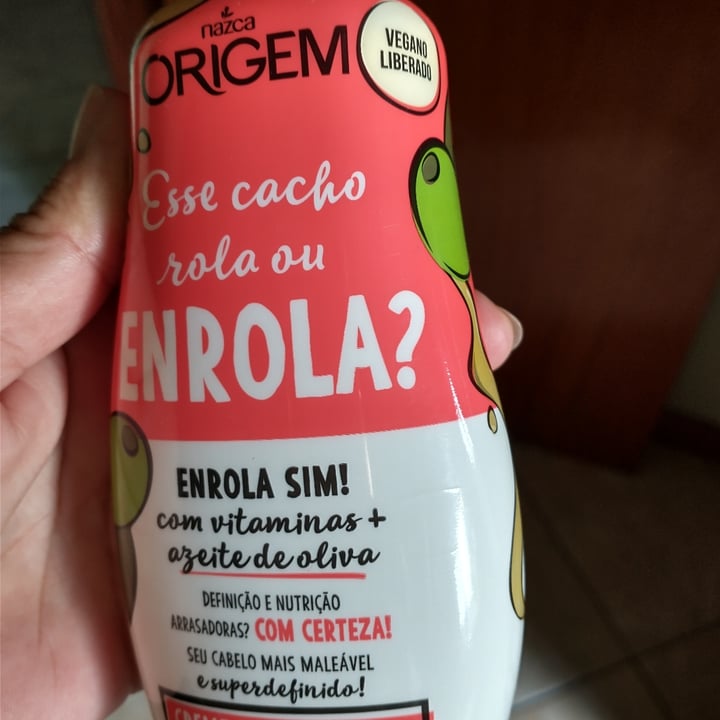 nazca
ORIGEM
VEGANO
LIBERADO
Esse cacho
rola ou
ENROLA?
ENROLA SIM!
com vitaminas +
azeite de oliva
DEFINIÇÃO E NUTRIÇÃO
ARRASADORAS? COM CERTEZA!
SEU CABELO MAIS MALEÁVEL
e superdefinido!